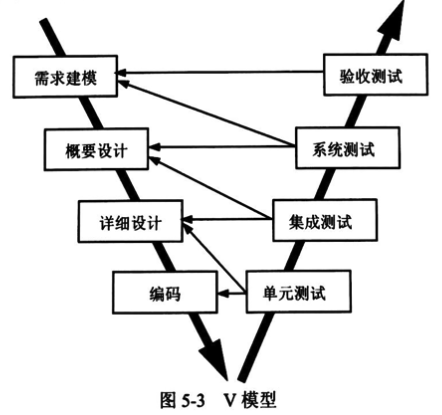 需求建模
验收测试
概要设计
系统测试
详细设计
集成测试
编码
单元测试
图 5-3 V 模型